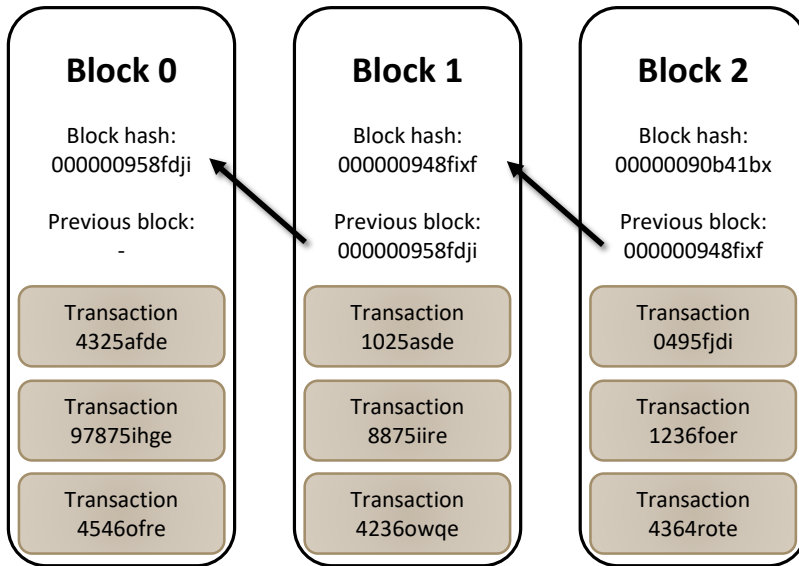 Block 0
Block hash:
000000958fdji
Previous block:
-
Transaction
4325afde
Transaction
97875ihge
Transaction
4546ofre
Block 1
Block hash:
000000948fixf
Previous block:
000000958fdji
Transaction
1025asde
Transaction
8875iire
Transaction
4236owqe
Block 2
Block hash:
00000090b41bx
Previous block:
000000948fixf
Transaction
0495fjdi
Transaction
1236foer
Transaction
4364rote